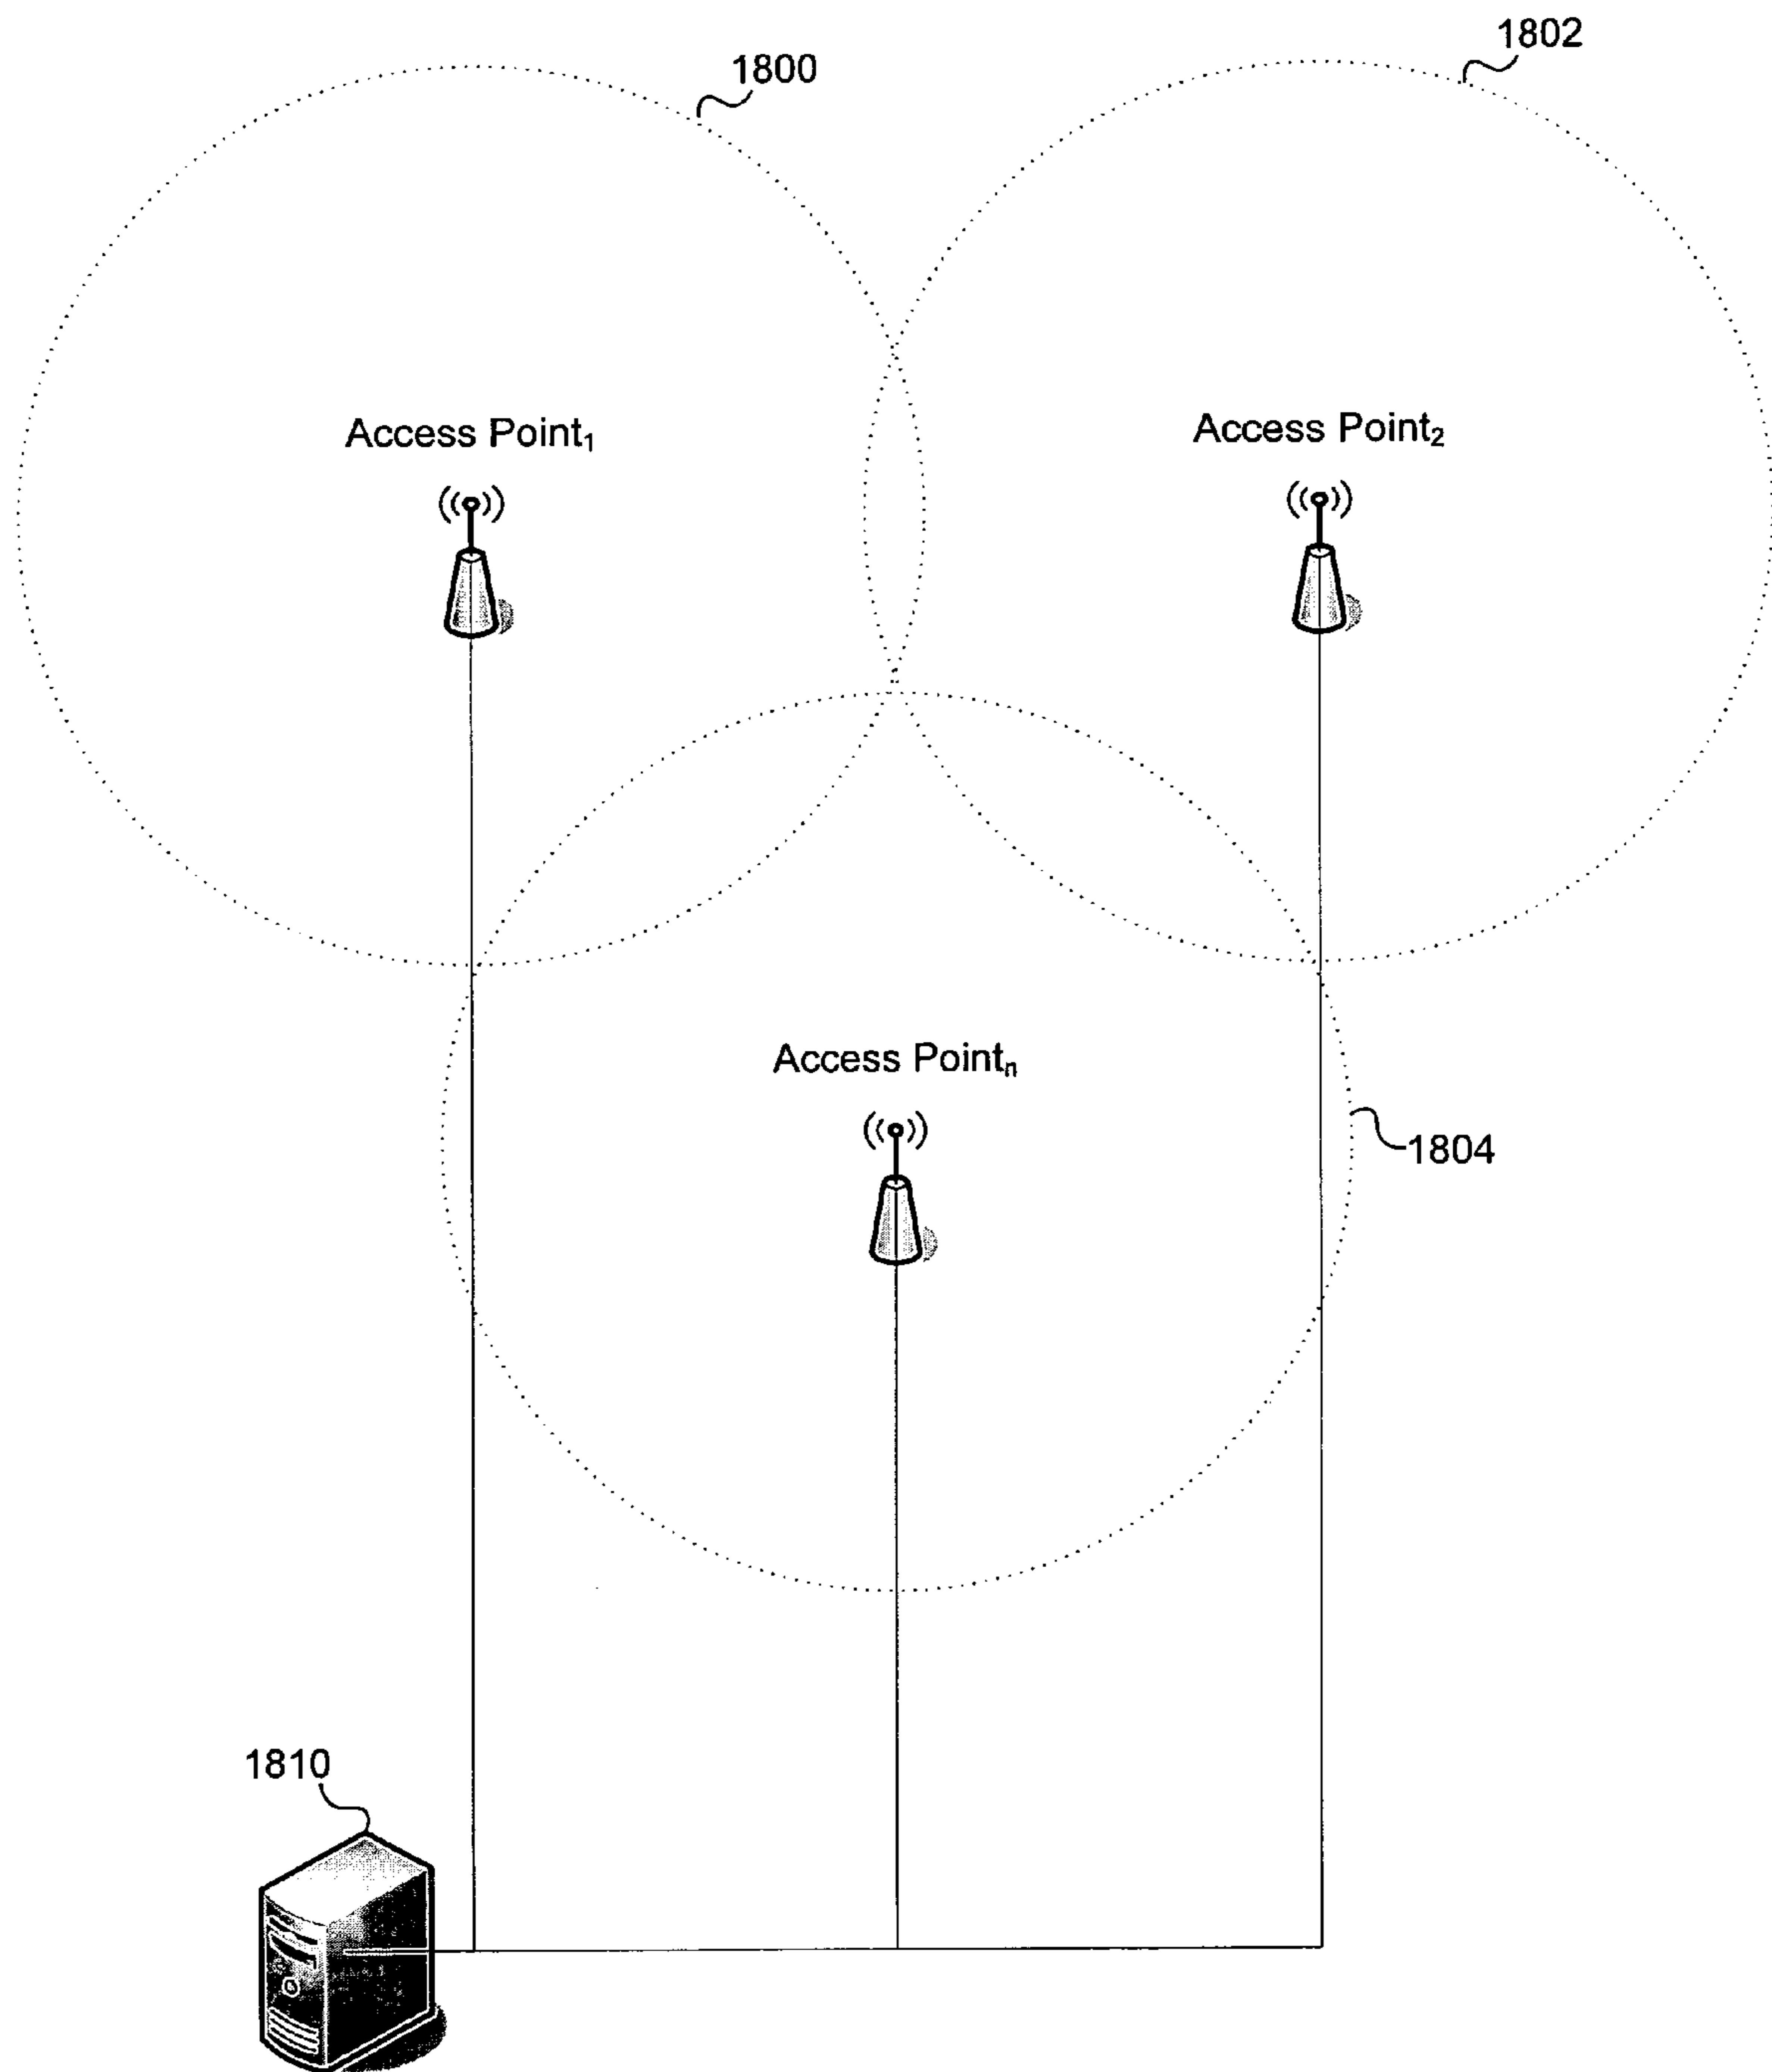 1802
1800
Access Point₁
Access Point₂
Access Pointₙ
1804
1810